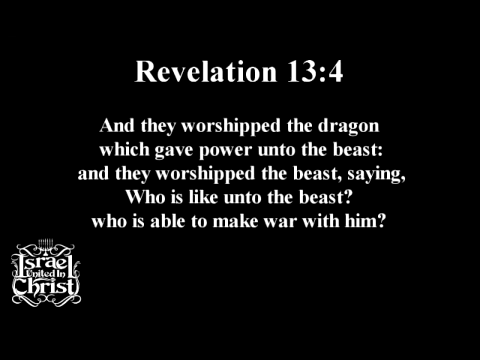 Revelation 13:4
And they worshipped the dragon
which gave power unto the beast:
and they worshipped the beast, saying,
Who is like unto the beast?
who is able to make war with him?
Israel
United In
Christ